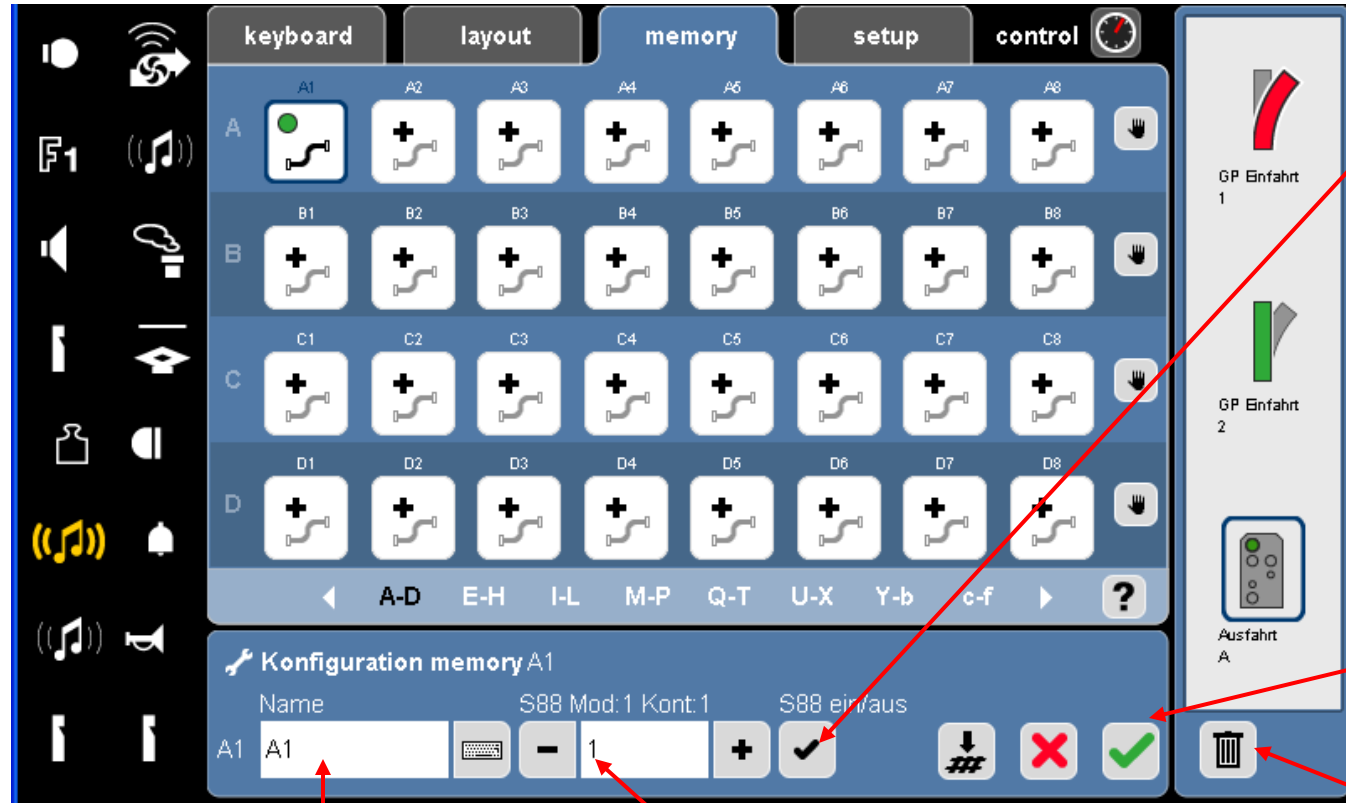 keyboard layout memory setup control
A1 A2 A3 A4 A5 A6 A7 A8
A
B1 B2 B3 B4 B5 B6 B7 B8
B
C1 C2 C3 C4 C5 C6 C7 C8
C
D1 D2 D3 D4 D5 D6 D7 D8
D
A-D E-H I-L M-P Q-T U-X Y-b c-f ?
Konfiguration memory A1
Name S88 Mod:1 Kont:1 S88 ein/aus
A1 A1 1
F1
GP Einfahrt
1
GP Einfahrt
2
Ausfahrt
A